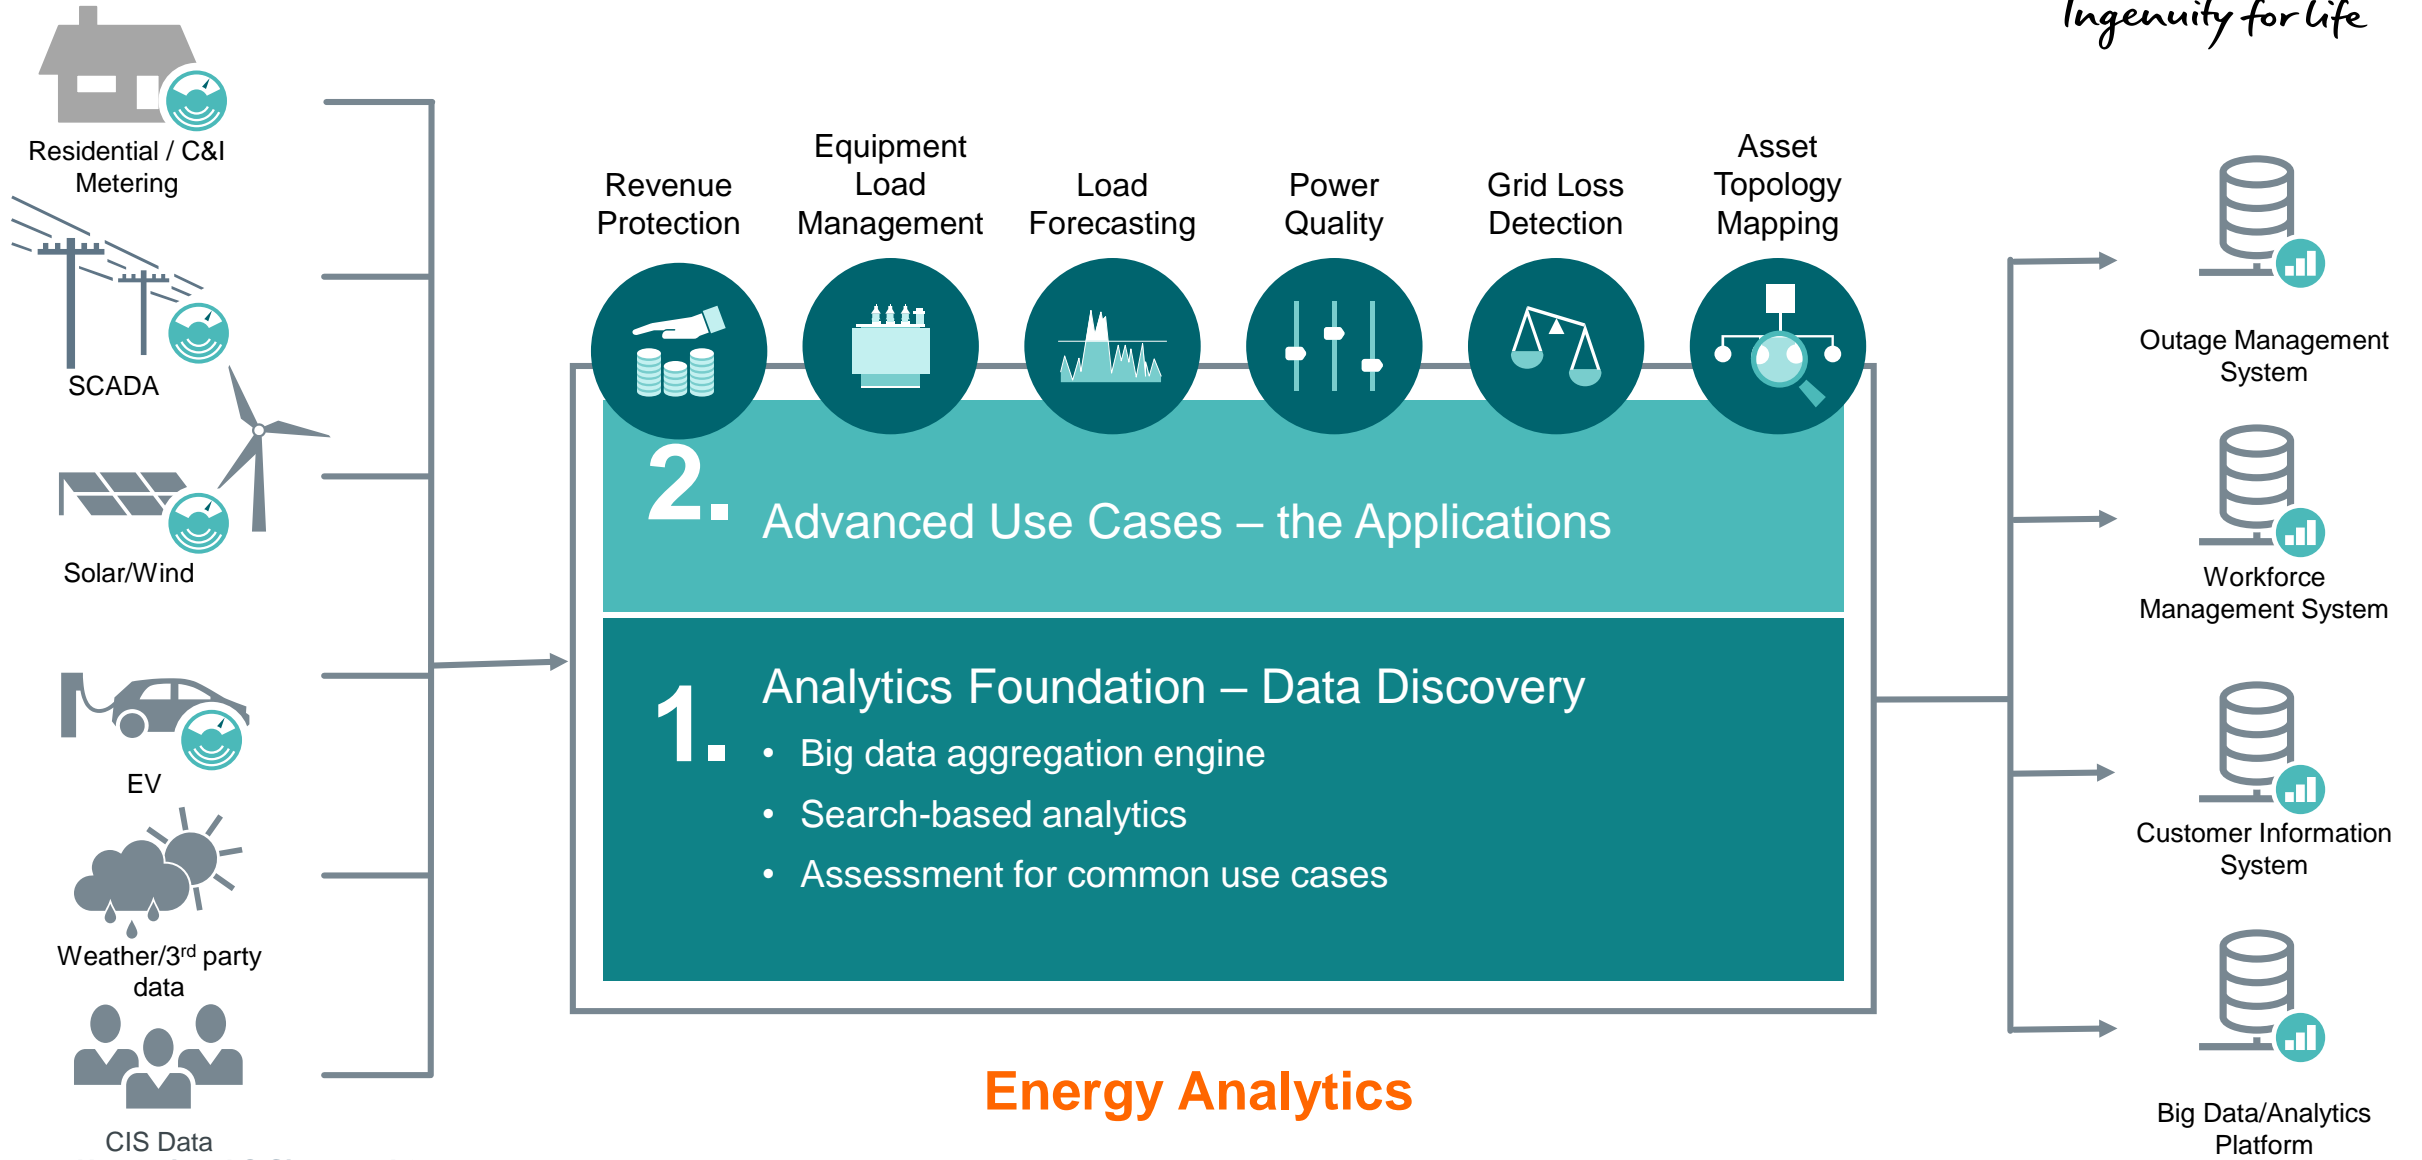 Ingenuity for life
Residential / C&I
Metering
SCADA
Solar/Wind
EV
Weather/3rd party
data
CIS Data
Revenue
Protection
Equipment
Load
Management
Load
Forecasting
Power
Quality
Grid Loss
Detection
Asset
Topology
Mapping
2.
Advanced Use Cases – the Applications
1.
Analytics Foundation – Data Discovery
• Big data aggregation engine
• Search-based analytics
• Assessment for common use cases
Energy Analytics
Outage Management
System
Workforce
Management System
Customer Information
System
Big Data/Analytics
Platform